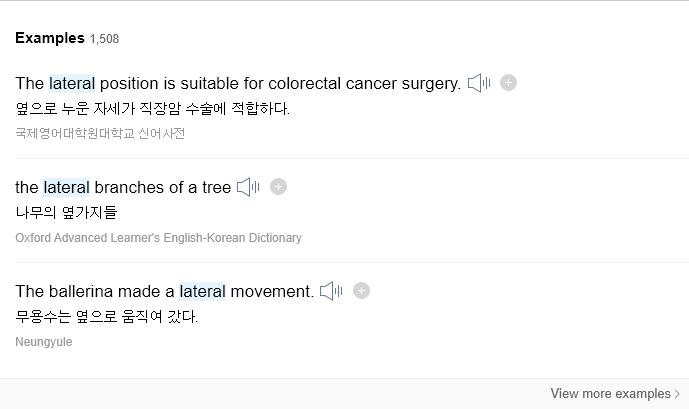 Examples 1,508
The lateral position is suitable for colorectal cancer surgery.
옆으로 누운 자세가 직장암 수술에 적합하다.
국제영어대학원대학교 신어사전
the lateral branches of a tree
나무의 옆가지들
Oxford Advanced Learner's English-Korean Dictionary
The ballerina made a lateral movement.
무용수는 옆으로 움직여 갔다.
Neungyule
View more examples